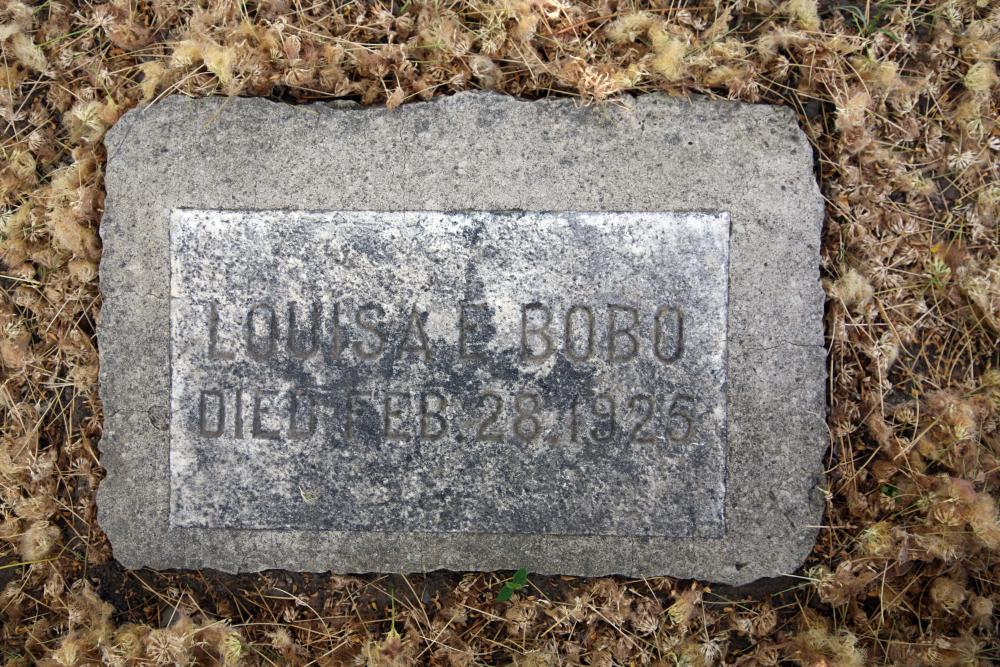 LOUISA E BOBO
DIED FEB. 28. 1925